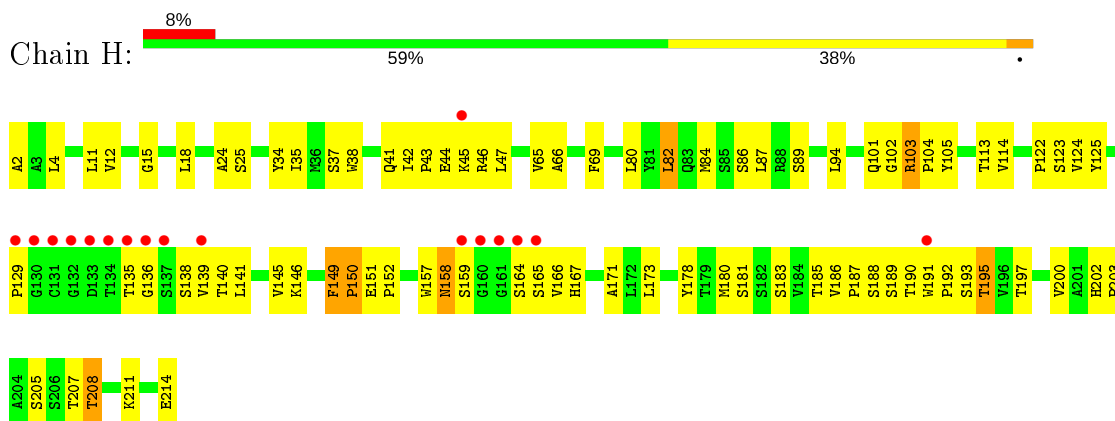 8%
Chain H:
59% 38% •
A2 A3 L4 L11 V12 G15 L18 A24 S25 Y34 I35 M36 S37 W38 Q41 I42 P43 E44 K45 R46 L47 V65 A66 F69 L80 Y81 L82 Q83 M84 S85 S86 L87 R88 S89 L94 Q101 G102 R103 P104 Y105 T113 V114 P122 S123 V124 Y125
P129 G130 C131 G132 D133 T134 T135 G136 S137 S138 V139 T140 L141 V145 K146 F149 P150 E151 P152 W157 N158 S159 G160 G161 S164 S165 V166 H167 A171 L172 L173 Y178 T179 M180 S181 S182 S183 V184 T185 V186 P187 S188 S189 T190 W191 P192 S193 T195 V196 T197 V200 A201 H202 P203
A204 S205 S206 T207 T208 K211 E214